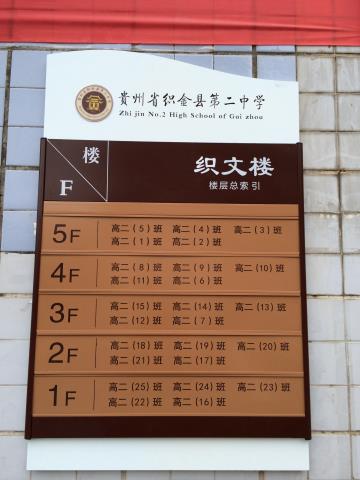 貴州省织金县第二中学
Zhi jin No.2 High School of Gui zhou
楼
F
织文楼
楼层总索引
5F
高二(5)班 高二(4)班 高二(3)班
高二(1)班 高二(2)班
4F
高二(8)班 高二(9)班 高二(10)班
高二(11)班 高二(6)班
3F
高二(15)班 高二(14)班 高二(13)班
高二(12)班 高二(7)班
2F
高二(18)班 高二(19)班 高二(20)班
高二(21)班 高二(17)班
1F
高二(25)班 高二(24)班 高二(23)班
高二(22)班 高二(16)班